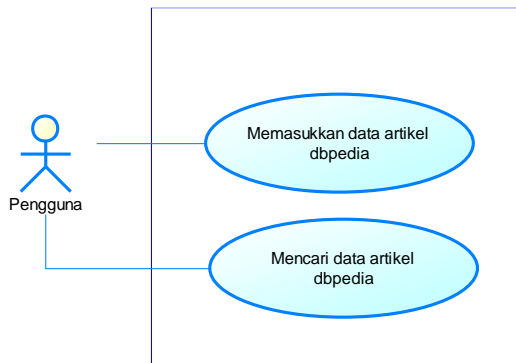 Memasukkan data artikel
dbpedia
Pengguna
Mencari data artikel
dbpedia